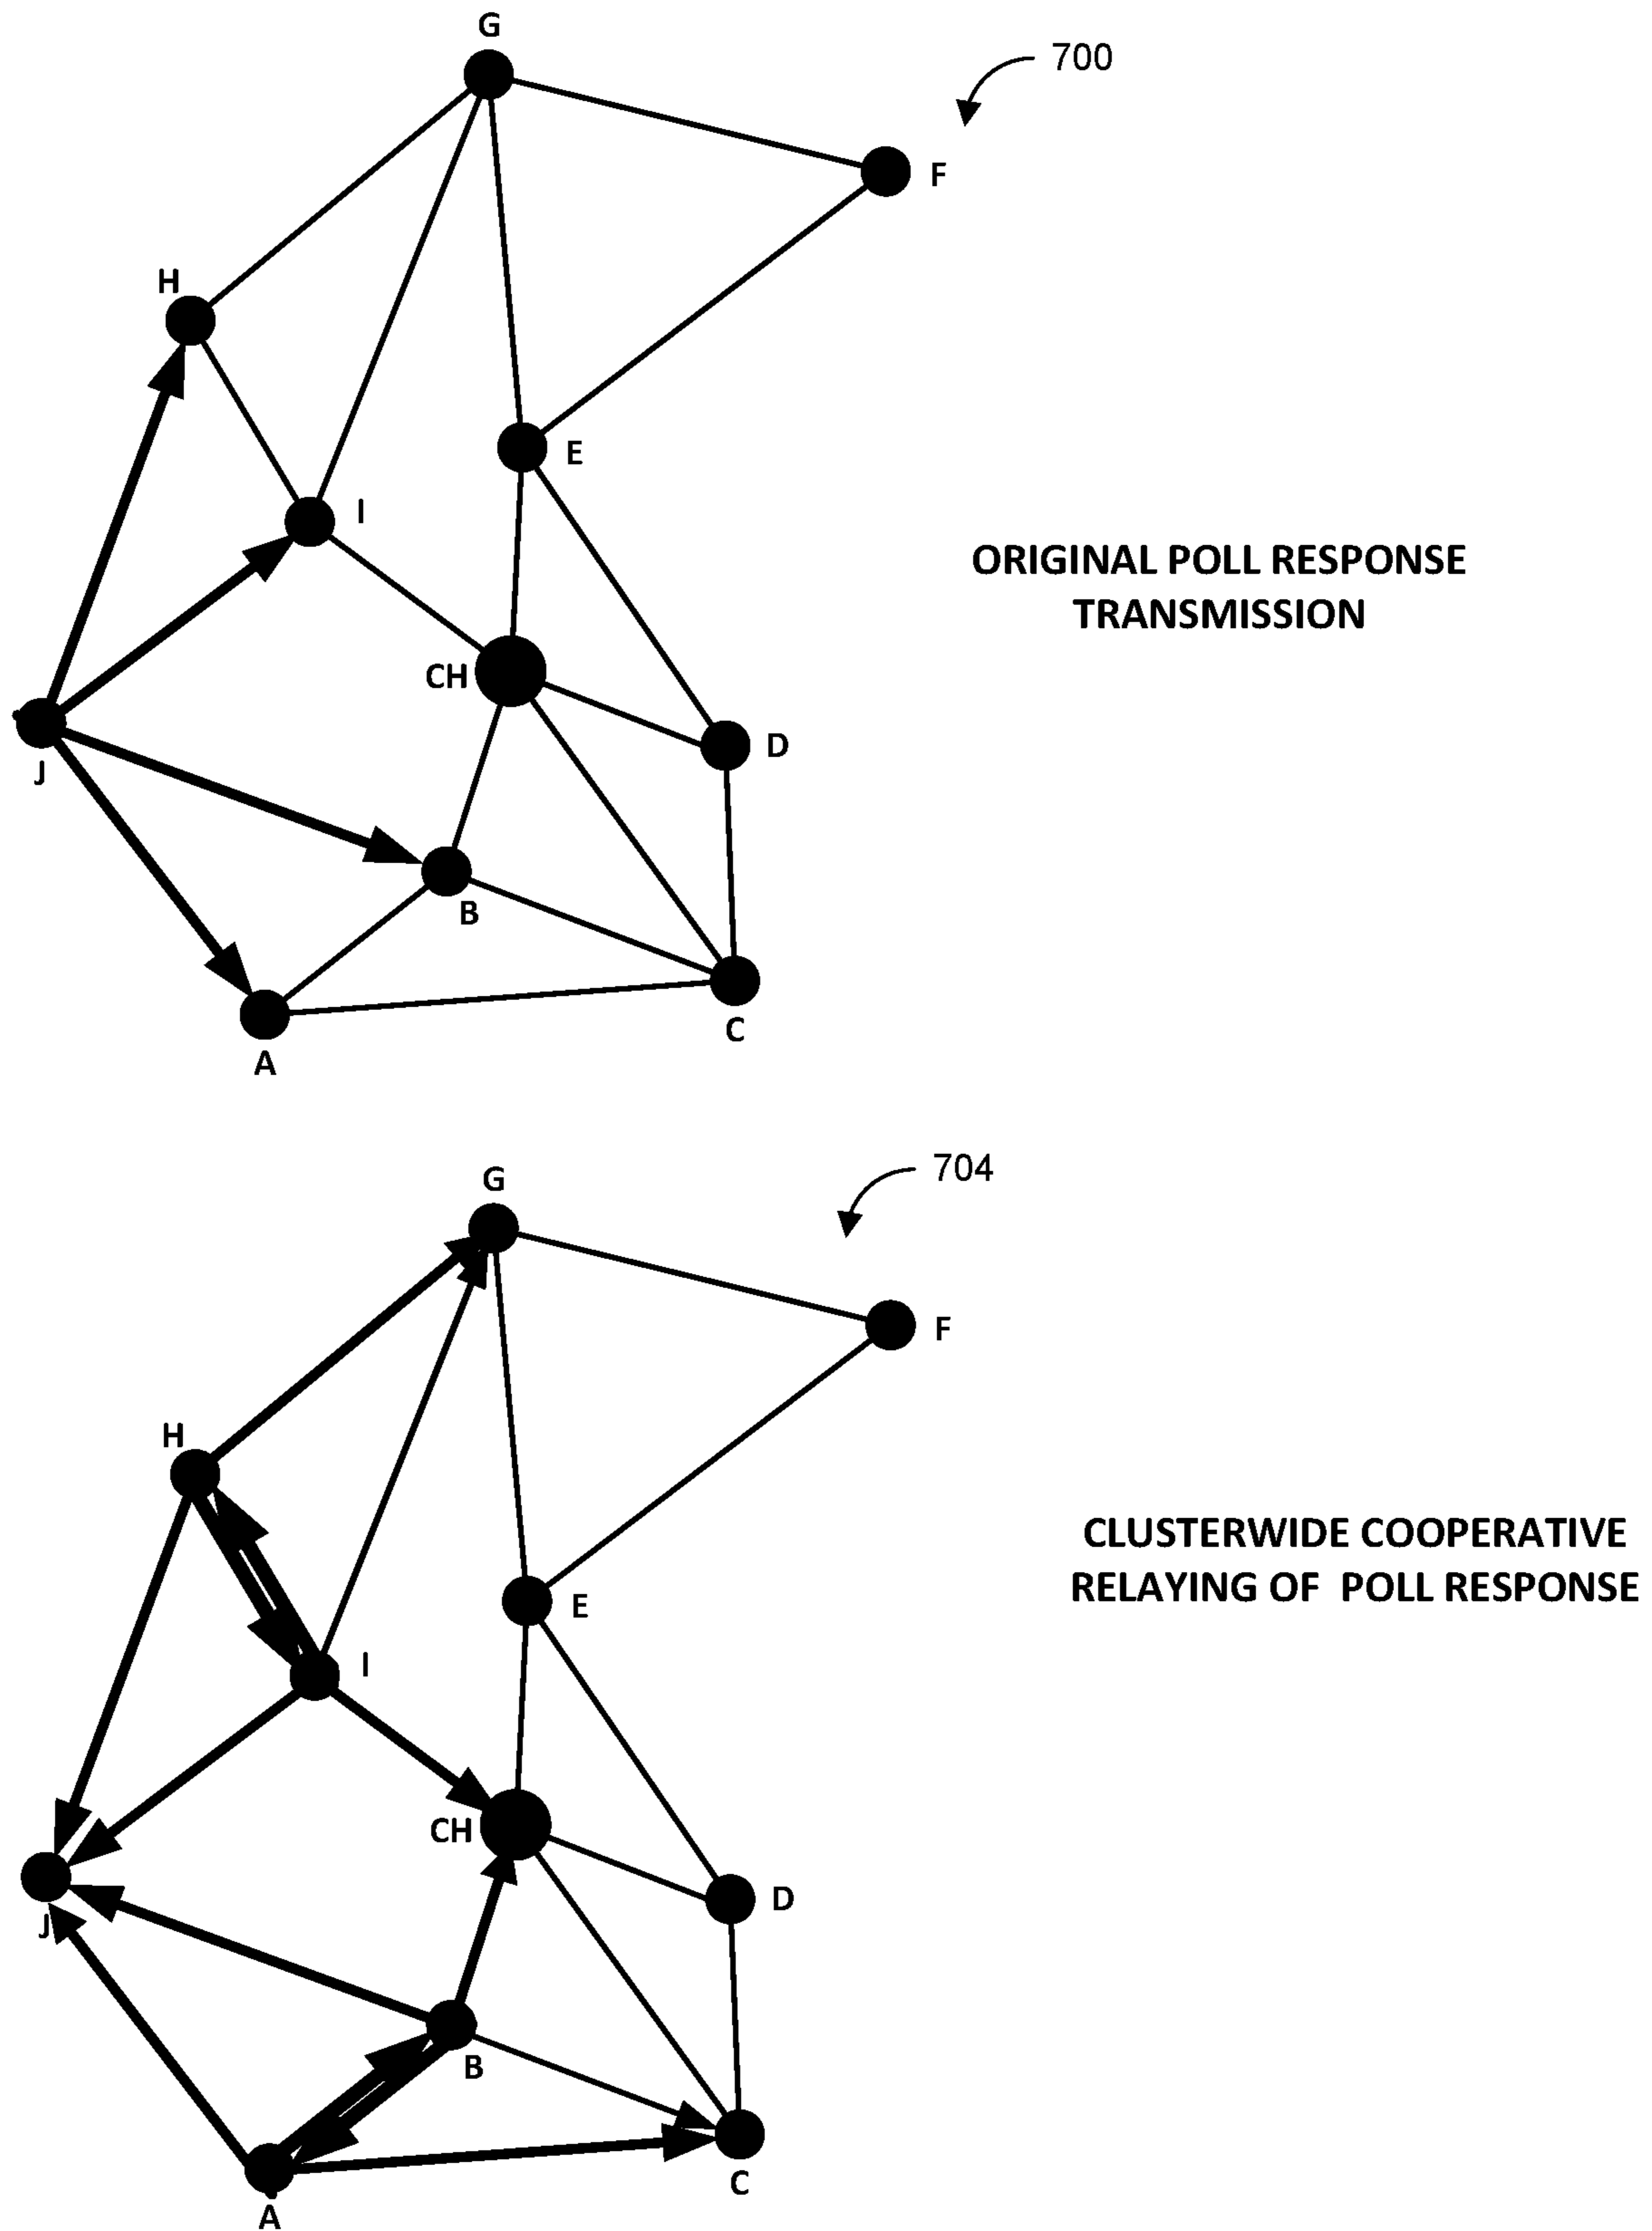 G
700
F
H
E
I
ORIGINAL POLL RESPONSE
TRANSMISSION
CH
D
J
B
C
A
704
G
F
H
CLUSTERWIDE COOPERATIVE
RELAYING OF POLL RESPONSE
E
I
CH
D
J
B
C
A